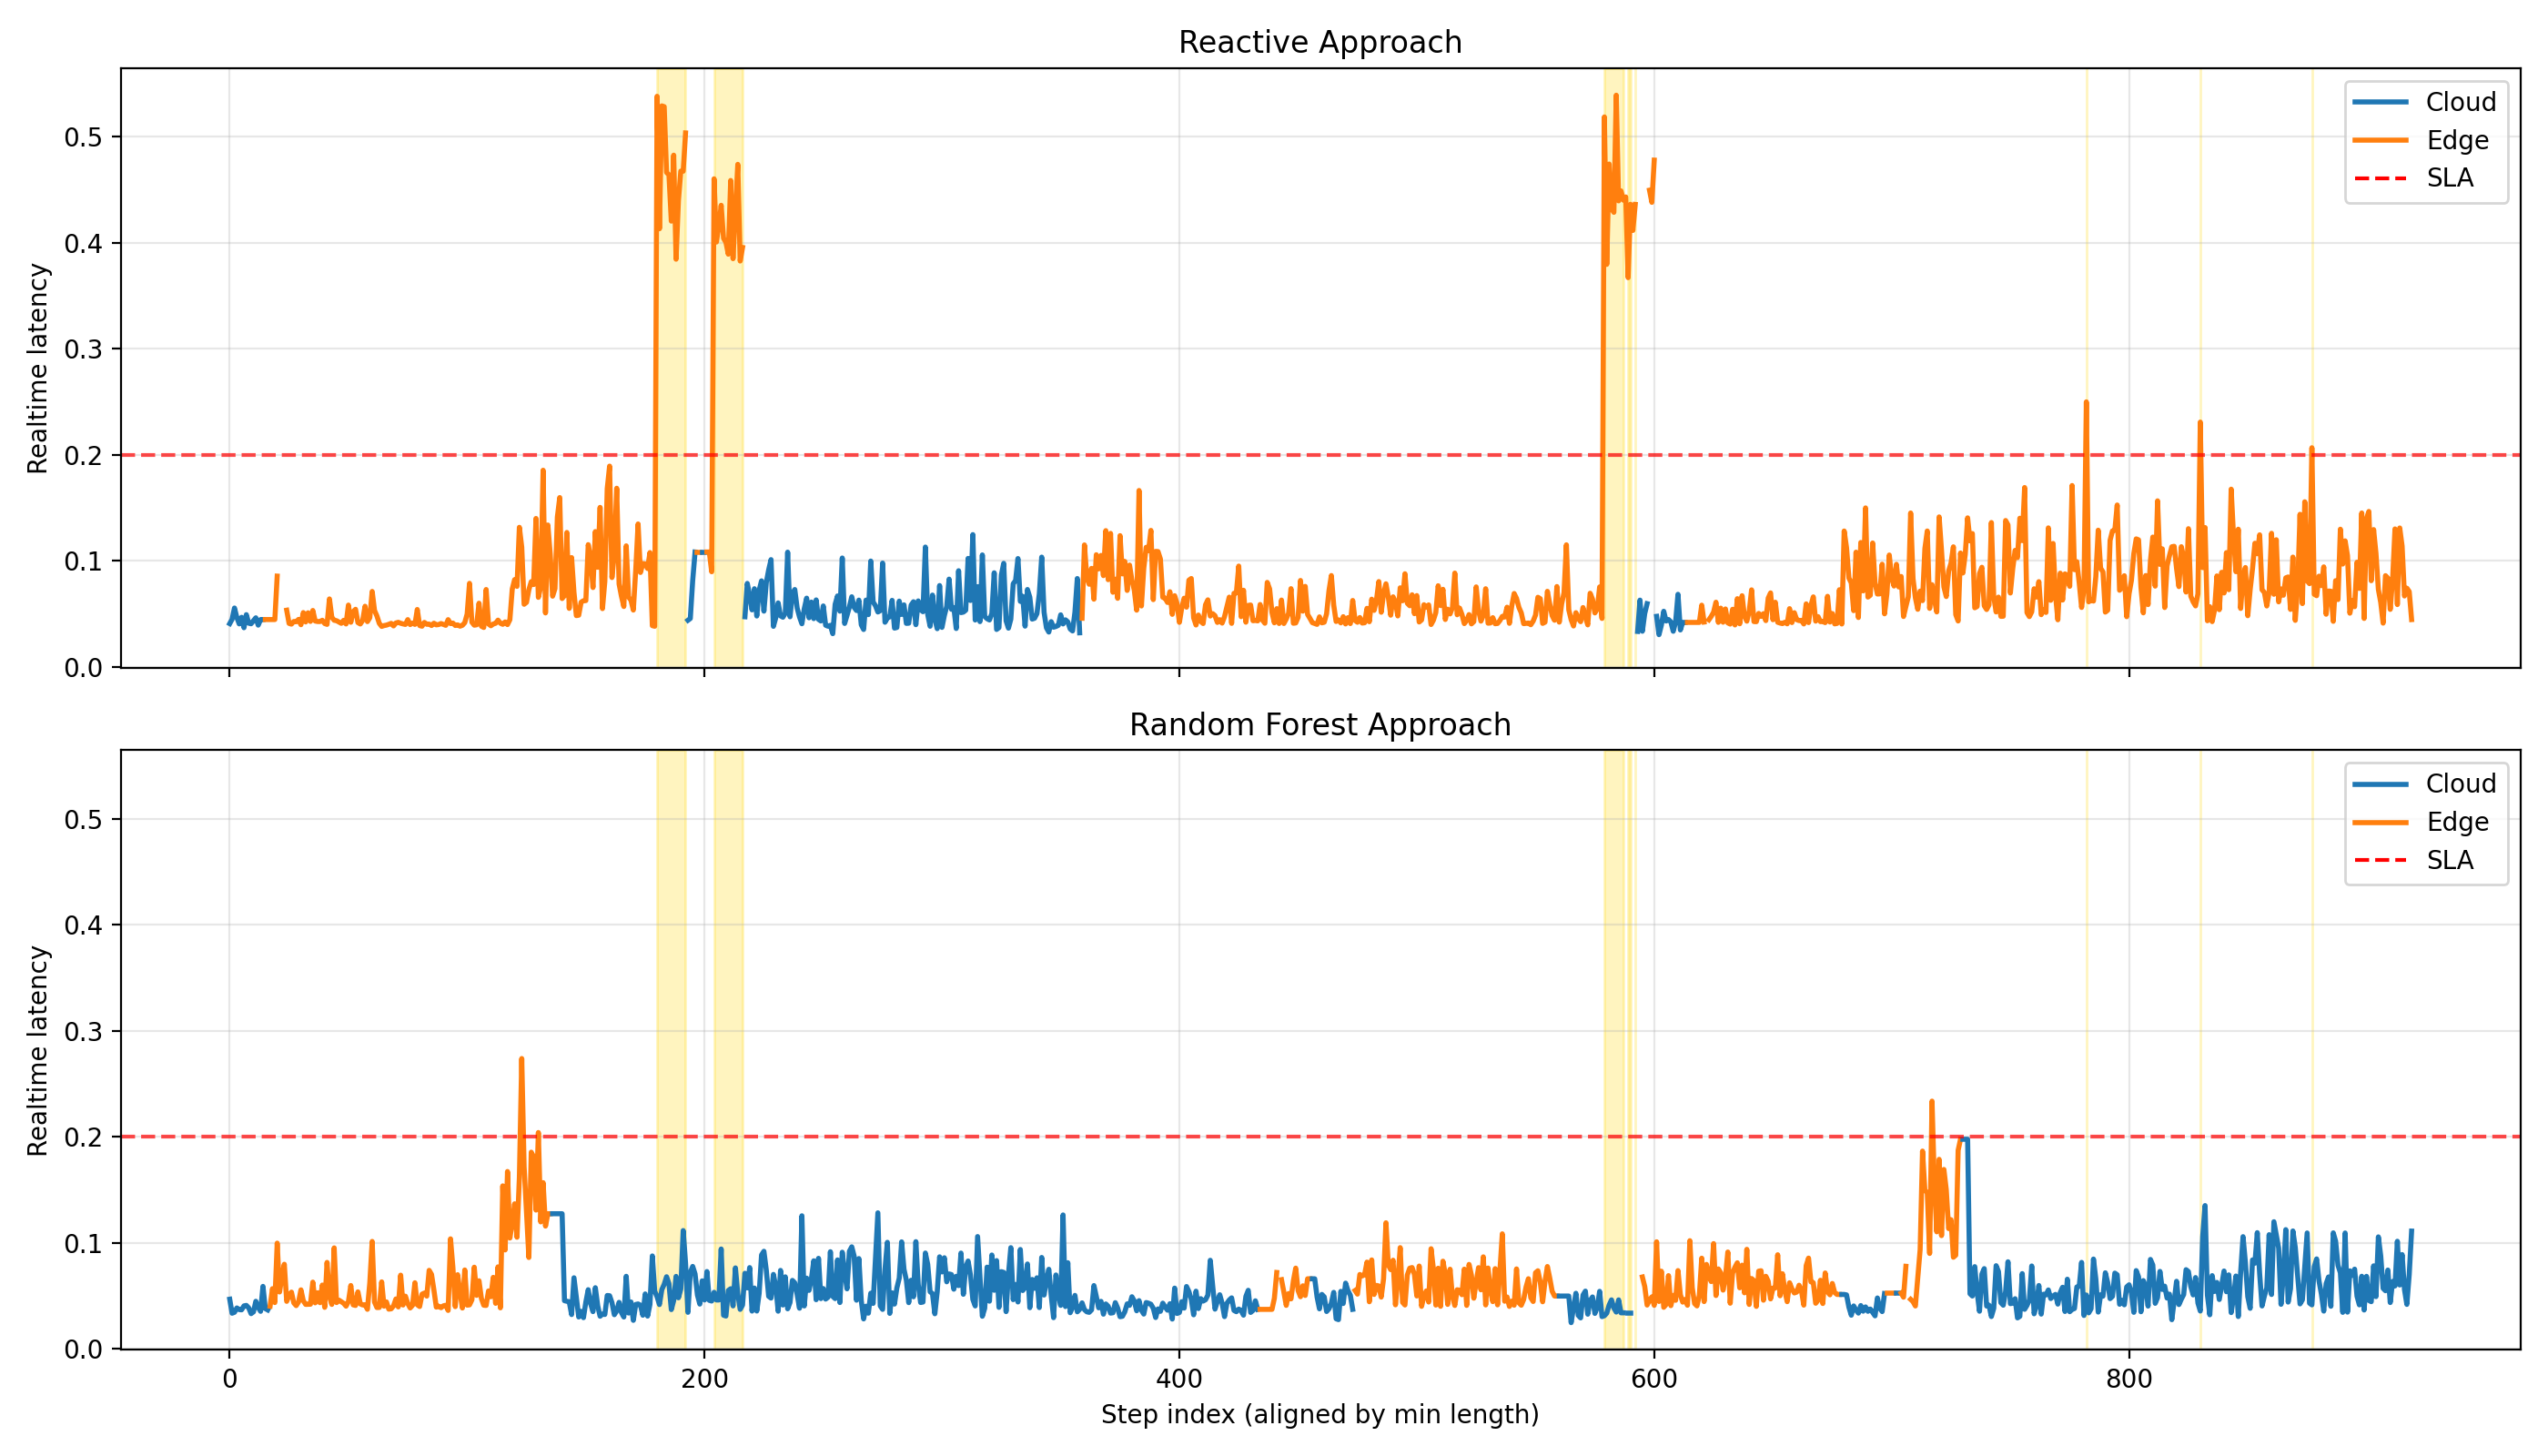 Reactive Approach
Realtime latency
0.5
0.4
0.3
0.2
0.1
0.0
Cloud
Edge
SLA
Random Forest Approach
Realtime latency
0.5
0.4
0.3
0.2
0.1
0.0
Cloud
Edge
SLA
0 200 400 600 800
Step index (aligned by min length)